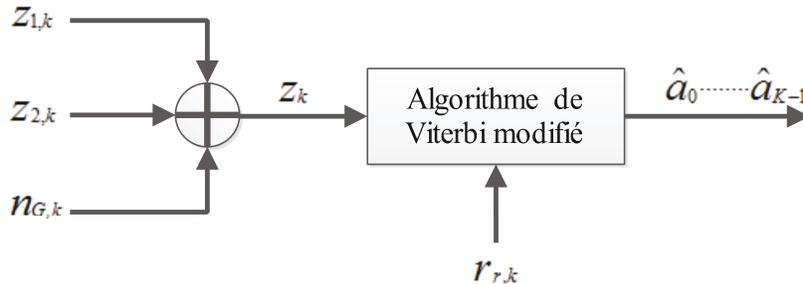 z1,k
z2,k
nG,k
zk
Algorithme de
Viterbi modifié
â0........âK-1
rr,k